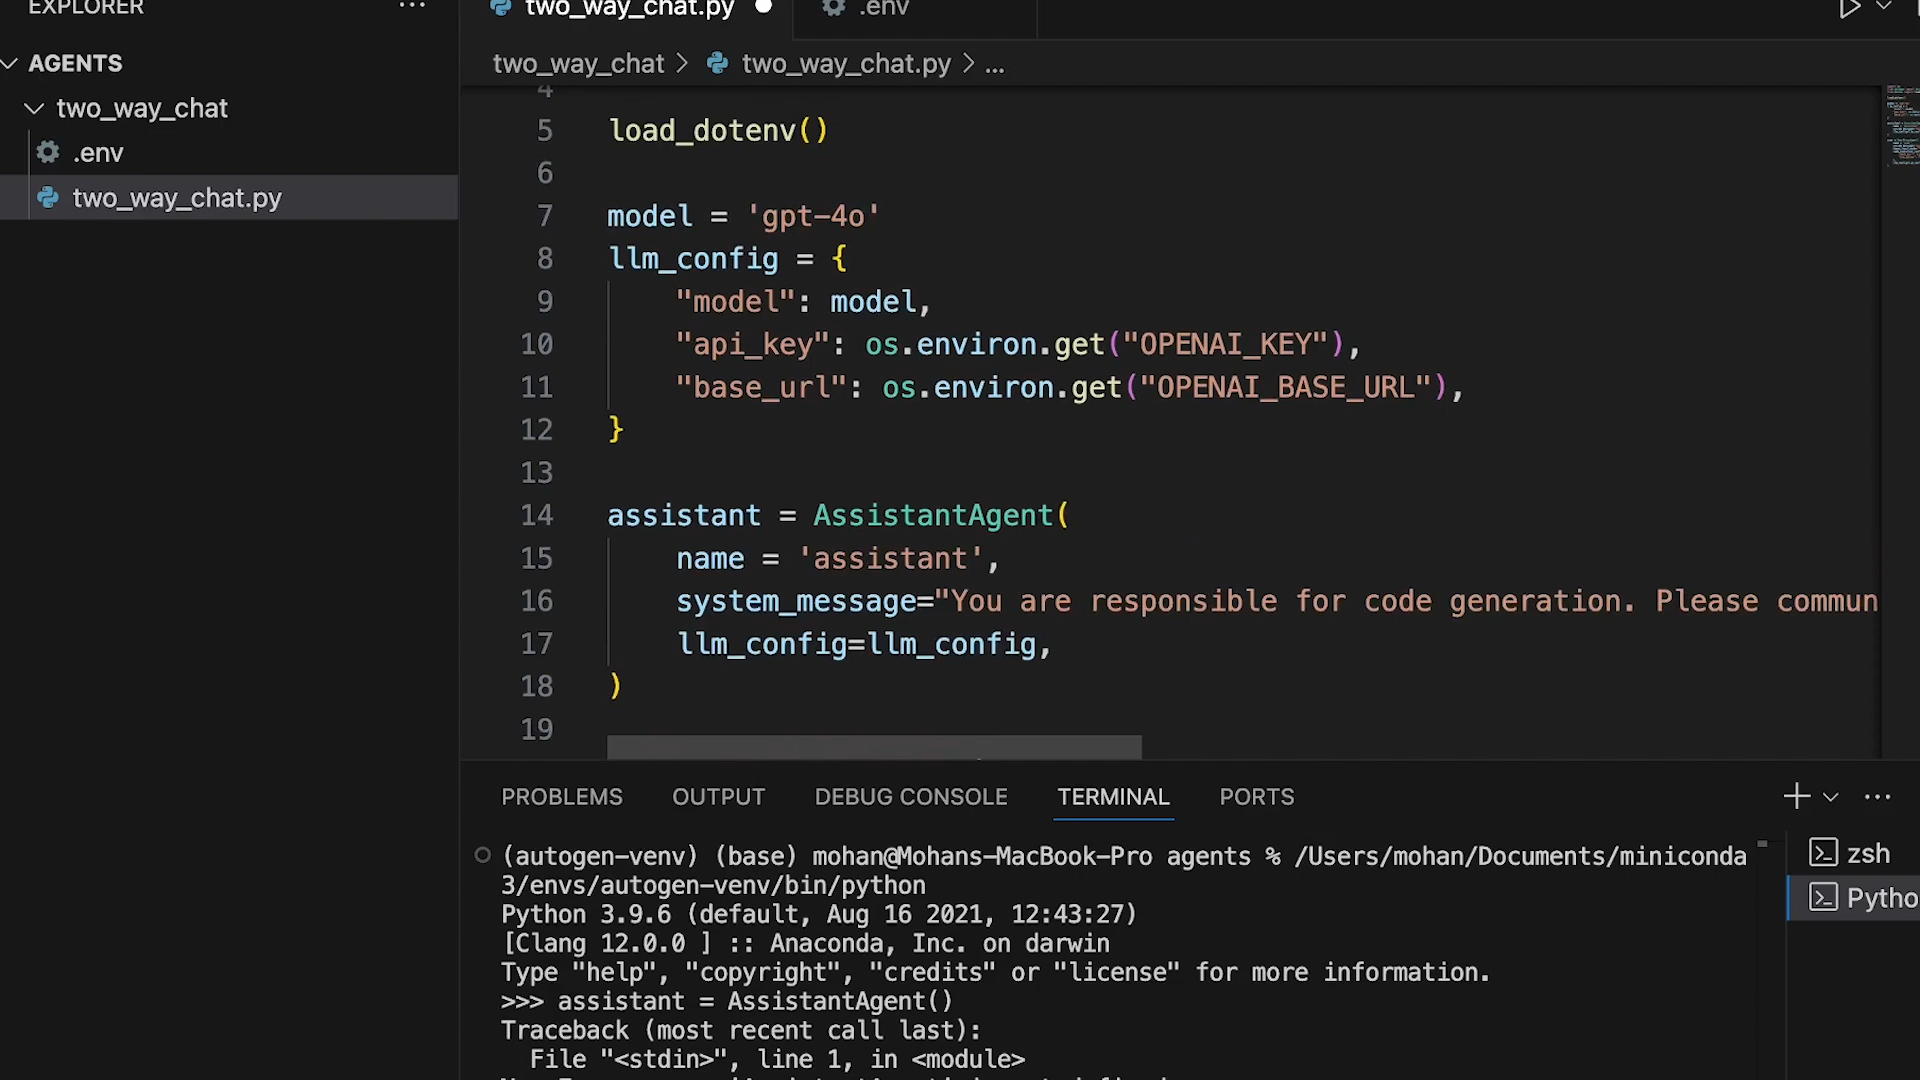 EXPLORER
AGENTS
two_way_chat
.env
two_way_chat.py
two_way_chat.py
.env
two_way_chat > two_way_chat.py > ...
4
5 load_dotenv()
6
7 model = 'gpt-4o'
8 llm_config = {
9 "model": model,
10 "api_key": os.environ.get("OPENAI_KEY"),
11 "base_url": os.environ.get("OPENAI_BASE_URL"),
12 }
13
14 assistant = AssistantAgent(
15 name = 'assistant',
16 system_message="You are responsible for code generation. Please commun
17 llm_config=llm_config,
18 )
19
PROBLEMS OUTPUT DEBUG CONSOLE TERMINAL PORTS
(autogen-venv) (base) mohan@Mohans-MacBook-Pro agents % /Users/mohan/Documents/miniconda
3/envs/autogen-venv/bin/python
Python 3.9.6 (default, Aug 16 2021, 12:43:27)
[Clang 12.0.0 ] :: Anaconda, Inc. on darwin
Type "help", "copyright", "credits" or "license" for more information.
>>> assistant = AssistantAgent()
Traceback (most recent call last):
File "<stdin>", line 1, in <module>
zsh
Pytho